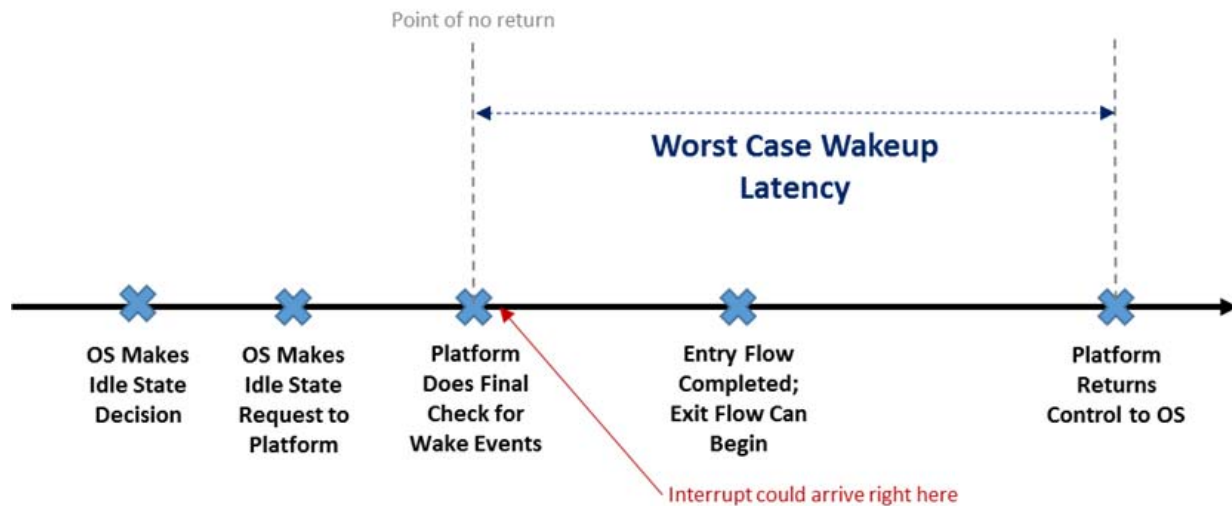 Point of no return
Worst Case Wakeup
Latency
OS Makes
Idle State
Decision
OS Makes
Idle State
Request to
Platform
Platform
Does Final
Check for
Wake Events
Entry Flow
Completed;
Exit Flow Can
Begin
Platform
Returns
Control to OS
Interrupt could arrive right here